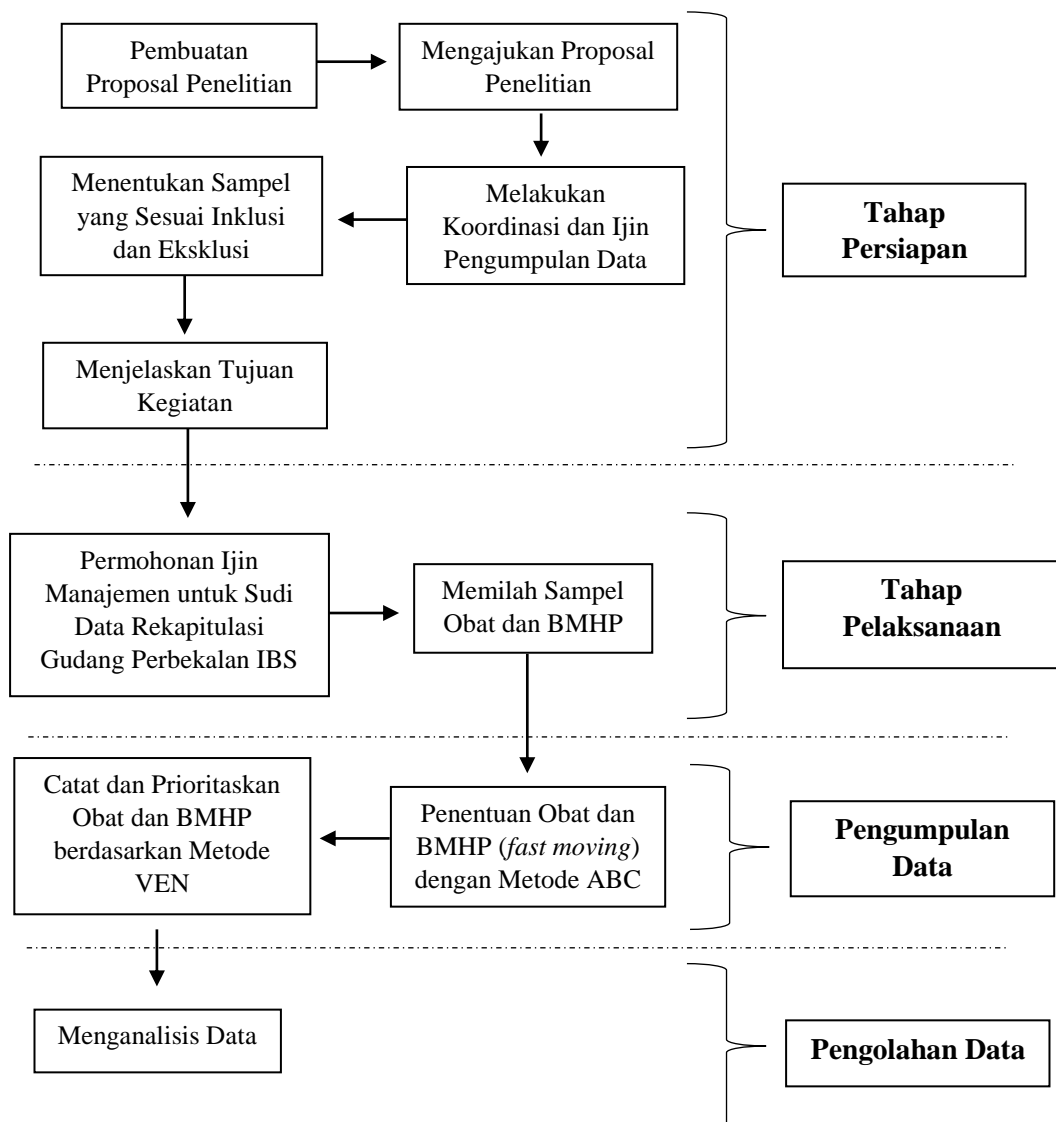 Pembuatan
Proposal Penelitian
Mengajukan Proposal
Penelitian
Melakukan
Koordinasi dan Ijin
Pengumpulan Data
Menentukan Sampel
yang Sesuai Inklusi
dan Eksklusi
Menjelaskan Tujuan
Kegiatan
Tahap
Persiapan
Permohonan Ijin
Manajemen untuk Sudi
Data Rekapitulasi
Gudang Perbekalan IBS
Memilah Sampel
Obat dan BMHP
Tahap
Pelaksanaan
Penentuan Obat dan
BMHP (fast moving)
dengan Metode ABC
Catat dan Prioritaskan
Obat dan BMHP
berdasarkan Metode
VEN
Pengumpulan
Data
Menganalisis Data
Pengolahan Data